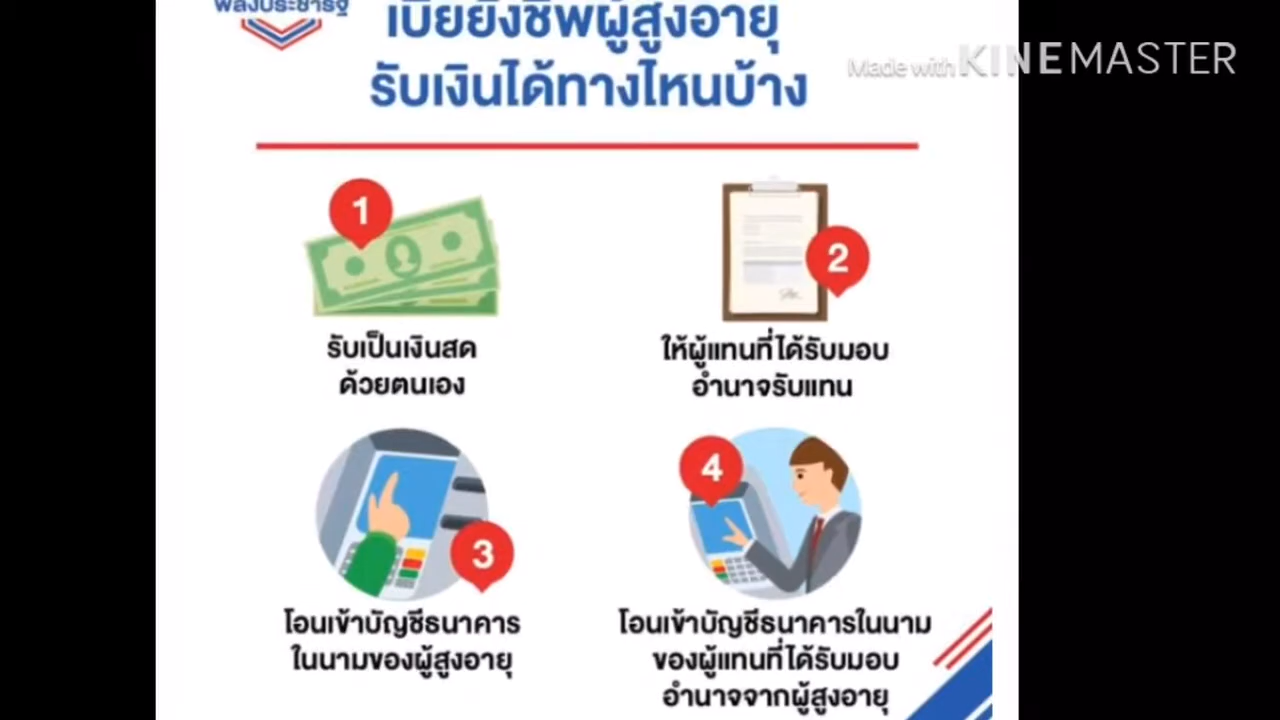 พลังประชารัฐ
เบี้ยยังชีพผู้สูงอายุ
รับเงินได้ทางไหนบ้าง
Made with KINEMASTER
1
2
รับเป็นเงินสด
ด้วยตนเอง
ให้ผู้แทนที่ได้รับมอบ
อำนาจรับแทน
3
4
โอนเข้าบัญชีธนาคาร
ในนามของผู้สูงอายุ
โอนเข้าบัญชีธนาคารในนาม
ของผู้แทนที่ได้รับมอบ
อำนาจจากผู้สูงอายุ